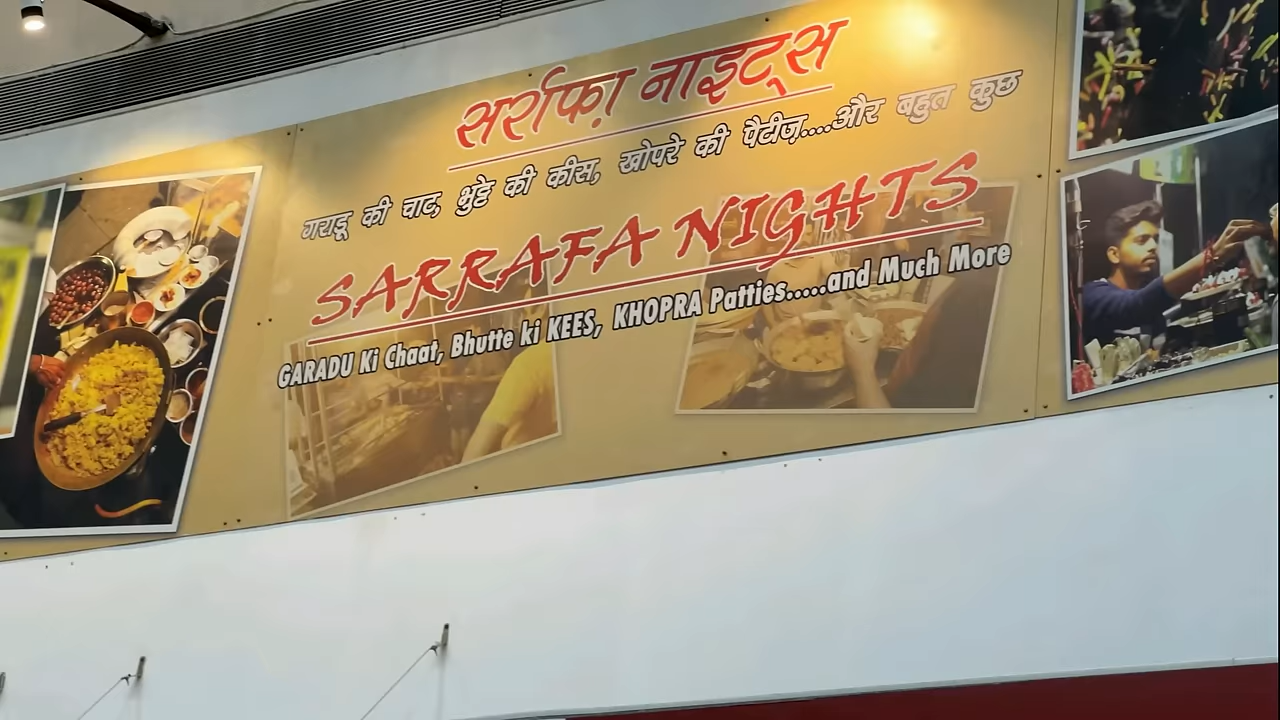 सर्राफा़ नाइट्स
गराडू की चाट, भुट्टे की कीस, खोपरे की पैटीज़....और बहुत कुछ
SARRAFA NIGHTS
GARADU Ki Chaat, Bhutte ki KEES, KHOPRA Patties.....and Much More